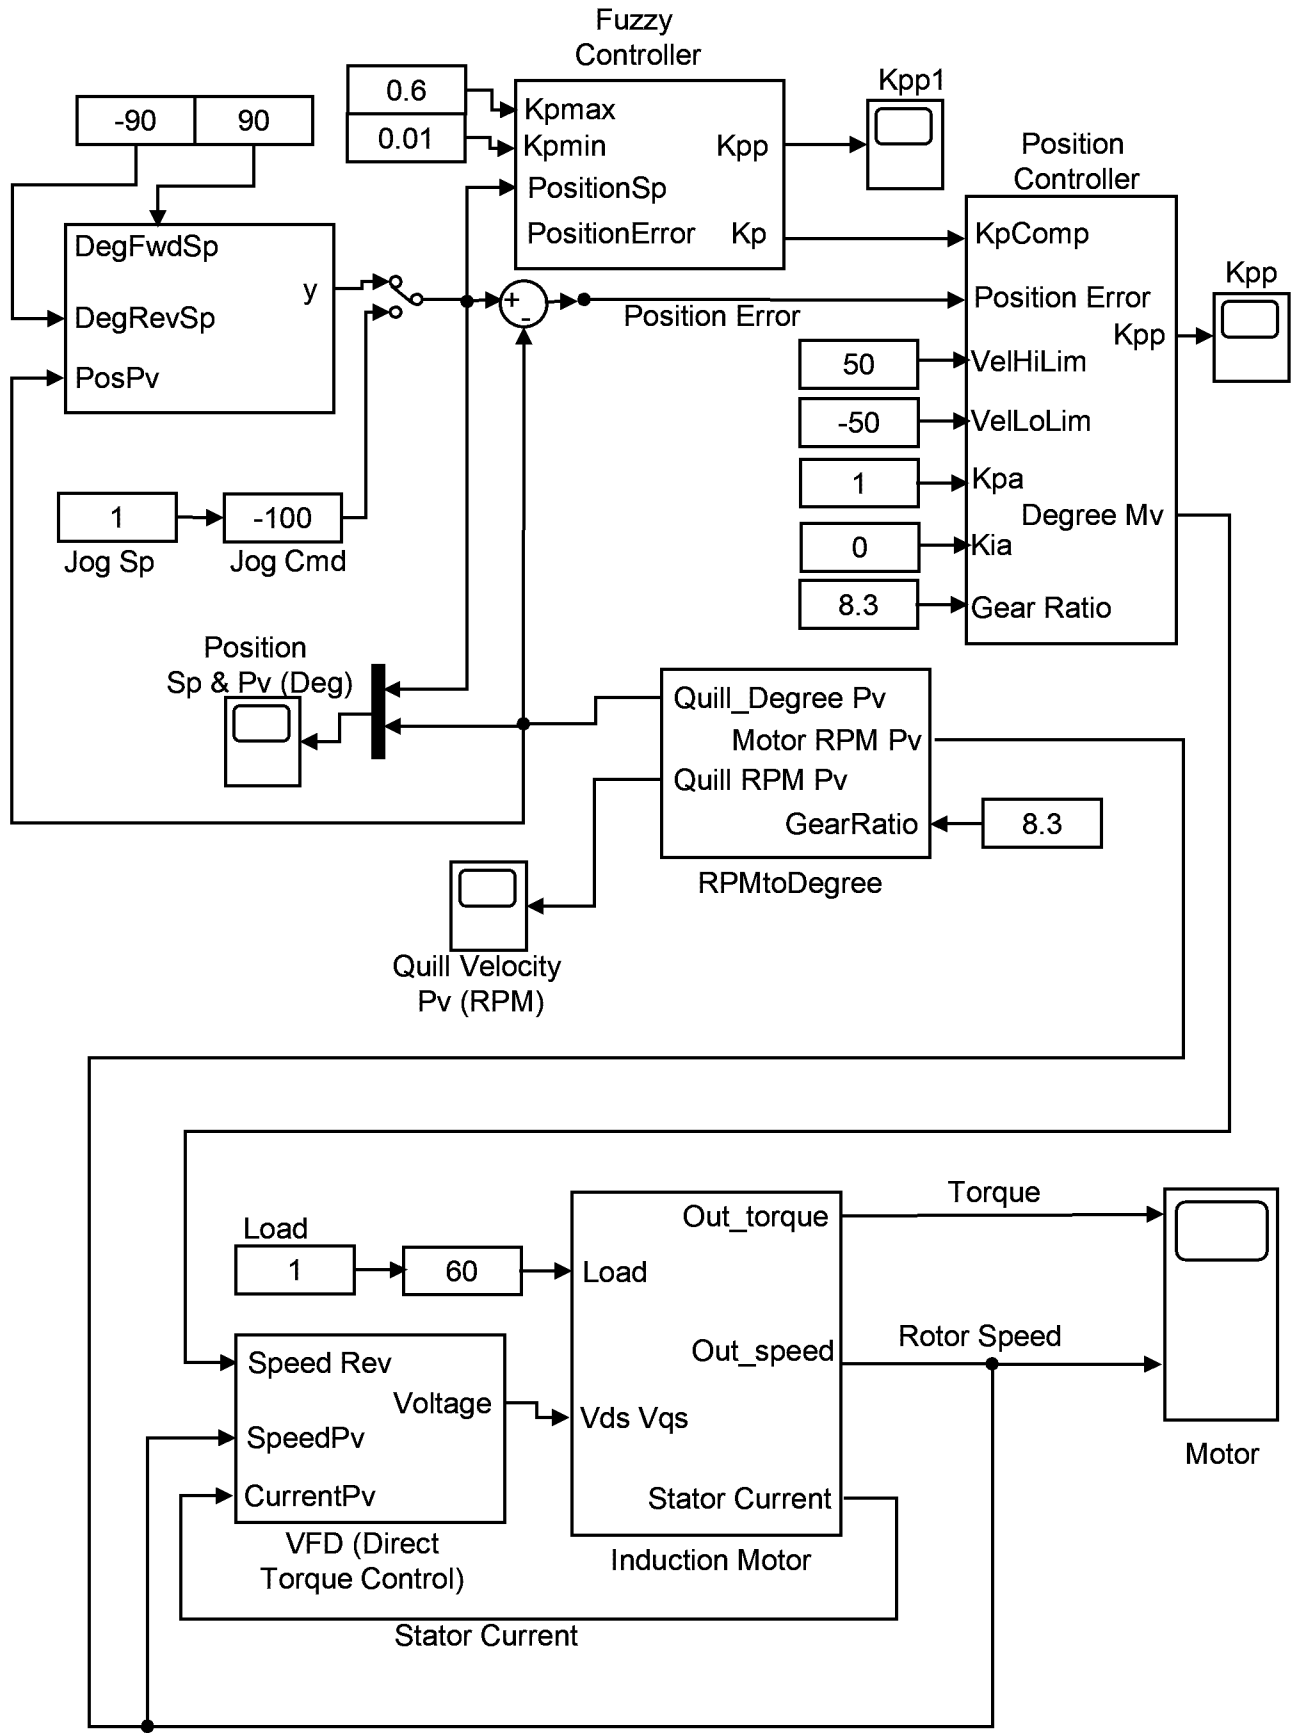 Fuzzy
Controller
0.6
0.01
Kpmax
Kpmin
PositionSp
PositionError
Kpp
Kp
Kpp1
-90
90
DegFwdSp
DegRevSp
PosPv
y
+
-
Position Error
Position
Controller
KpComp
Position Error
Kpp
VelHiLim
VelLoLim
Kpa
Degree Mv
Kia
Gear Ratio
50
-50
1
0
8.3
Kpp
1
Jog Sp
-100
Jog Cmd
Position
Sp & Pv (Deg)
Quill_Degree Pv
Motor RPM Pv
Quill RPM Pv
GearRatio
RPMtoDegree
8.3
Quill Velocity
Pv (RPM)
Load
1
60
Load
Out_torque
Out_speed
Vds Vqs
Stator Current
Induction Motor
Torque
Rotor Speed
Motor
Speed Rev
Voltage
SpeedPv
CurrentPv
VFD (Direct
Torque Control)
Stator Current